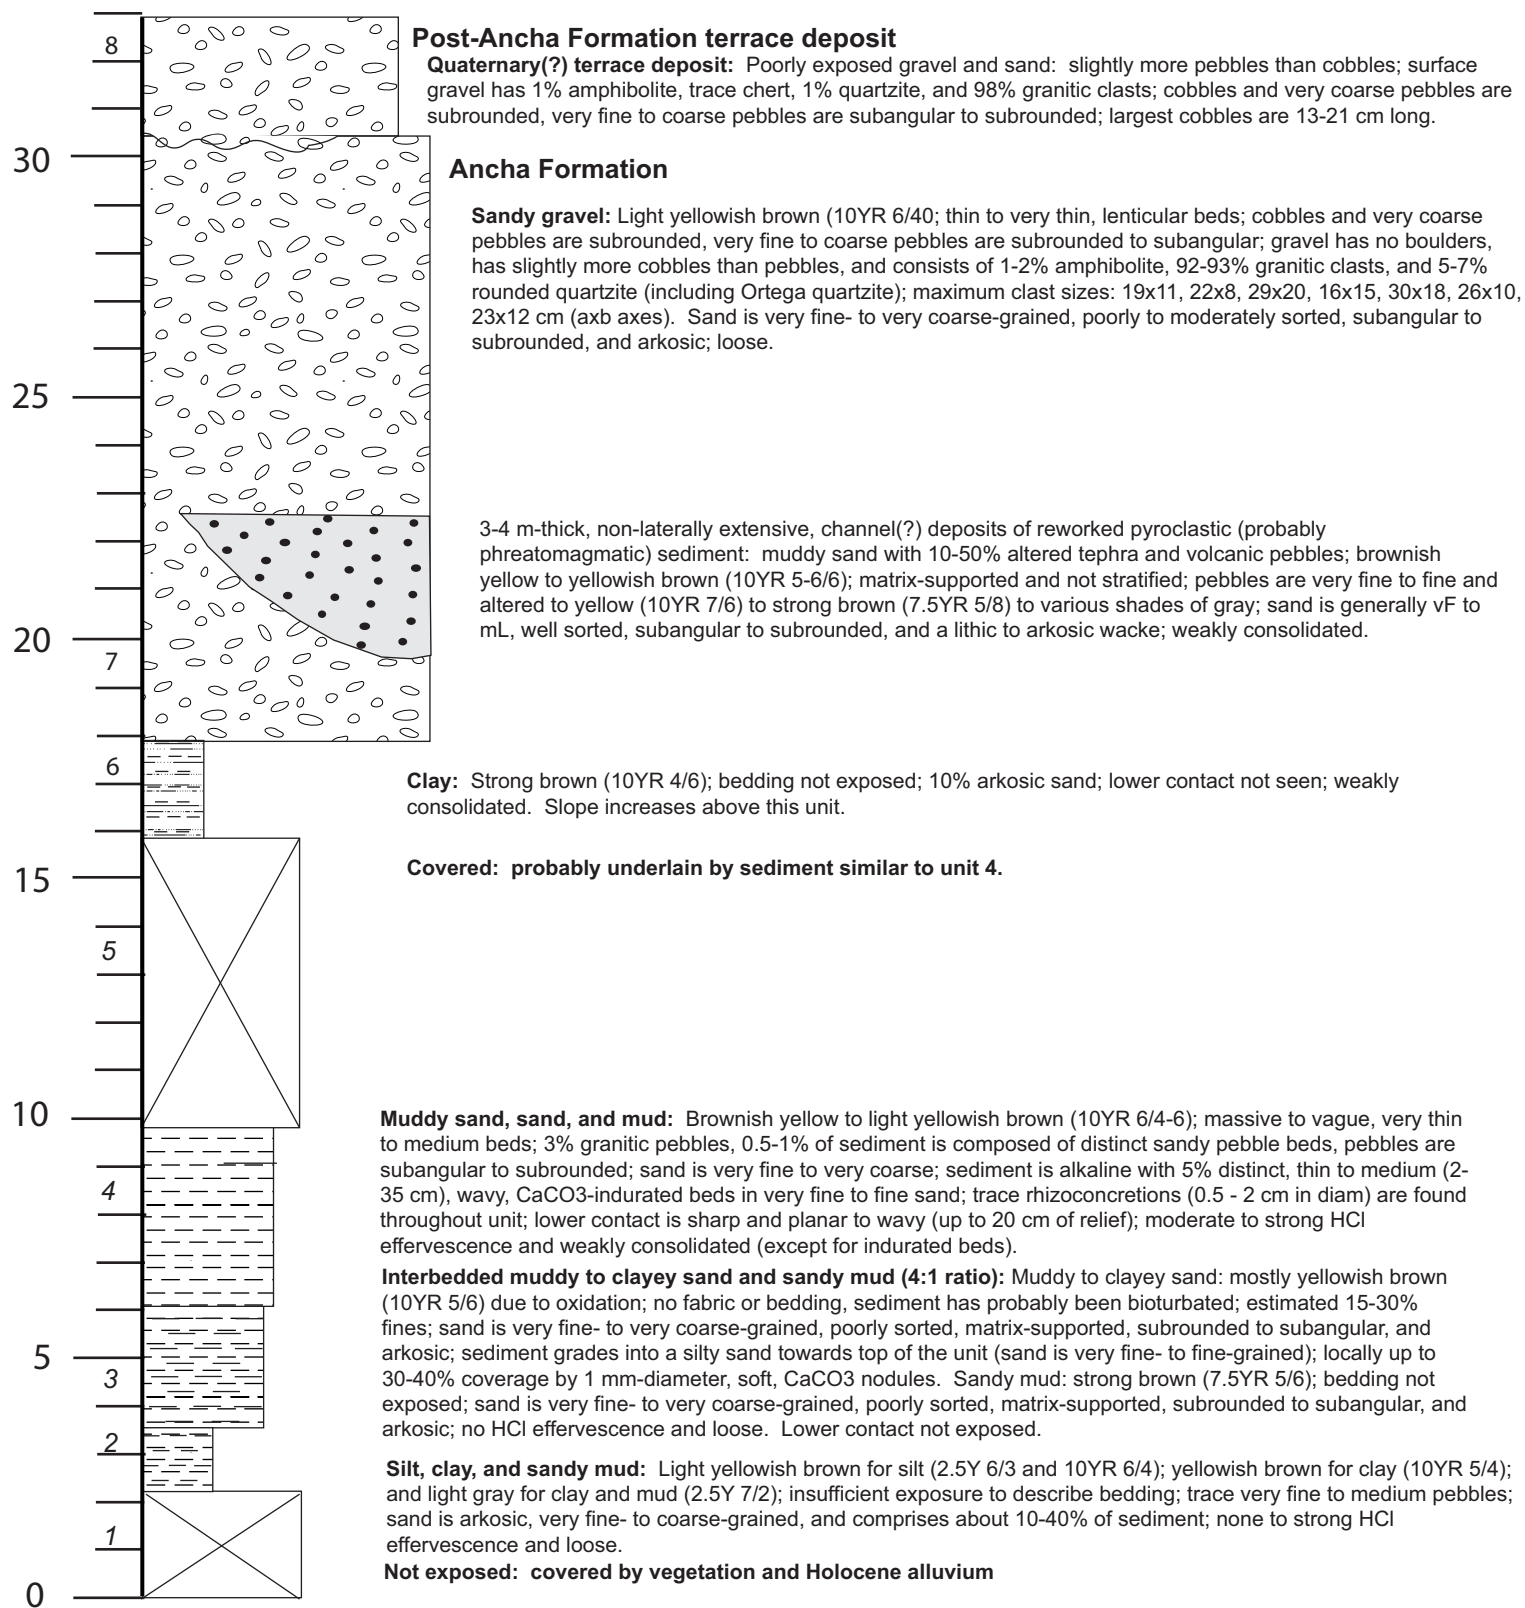 8
Post-Ancha Formation terrace deposit
Quaternary(?) terrace deposit: Poorly exposed gravel and sand: slightly more pebbles than cobbles; surface
gravel has 1% amphibolite, trace chert, 1% quartzite, and 98% granitic clasts; cobbles and very coarse pebbles are
subrounded, very fine to coarse pebbles are subangular to subrounded; largest cobbles are 13-21 cm long.
30
Ancha Formation
Sandy gravel: Light yellowish brown (10YR 6/40; thin to very thin, lenticular beds; cobbles and very coarse
pebbles are subrounded, very fine to coarse pebbles are subrounded to subangular; gravel has no boulders,
has slightly more cobbles than pebbles, and consists of 1-2% amphibolite, 92-93% granitic clasts, and 5-7%
rounded quartzite (including Ortega quartzite); maximum clast sizes: 19x11, 22x8, 29x20, 16x15, 30x18, 26x10,
23x12 cm (axb axes). Sand is very fine- to very coarse-grained, poorly to moderately sorted, subangular to
subrounded, and arkosic; loose.
25
3-4 m-thick, non-laterally extensive, channel(?) deposits of reworked pyroclastic (probably
phreatomagmatic) sediment: muddy sand with 10-50% altered tephra and volcanic pebbles; brownish
yellow to yellowish brown (10YR 5-6/6); matrix-supported and not stratified; pebbles are very fine to fine and
altered to yellow (10YR 7/6) to strong brown (7.5YR 5/8) to various shades of gray; sand is generally vF to
mL, well sorted, subangular to subrounded, and a lithic to arkosic wacke; weakly consolidated.
20
7
6
Clay: Strong brown (10YR 4/6); bedding not exposed; 10% arkosic sand; lower contact not seen; weakly
consolidated. Slope increases above this unit.
Covered: probably underlain by sediment similar to unit 4.
15
5
10
Muddy sand, sand, and mud: Brownish yellow to light yellowish brown (10YR 6/4-6); massive to vague, very thin
to medium beds; 3% granitic pebbles, 0.5-1% of sediment is composed of distinct sandy pebble beds, pebbles are
subangular to subrounded; sand is very fine to very coarse; sediment is alkaline with 5% distinct, thin to medium (2-
35 cm), wavy, CaCO3-indurated beds in very fine to fine sand; trace rhizoconcretions (0.5 - 2 cm in diam) are found
throughout unit; lower contact is sharp and planar to wavy (up to 20 cm of relief); moderate to strong HCl
effervescence and weakly consolidated (except for indurated beds).
4
Interbedded muddy to clayey sand and sandy mud (4:1 ratio): Muddy to clayey sand: mostly yellowish brown
(10YR 5/6) due to oxidation; no fabric or bedding, sediment has probably been bioturbated; estimated 15-30%
fines; sand is very fine- to very coarse-grained, poorly sorted, matrix-supported, subrounded to subangular, and
arkosic; sediment grades into a silty sand towards top of the unit (sand is very fine- to fine-grained); locally up to
30-40% coverage by 1 mm-diameter, soft, CaCO3 nodules. Sandy mud: strong brown (7.5YR 5/6); bedding not
exposed; sand is very fine- to very coarse-grained, poorly sorted, matrix-supported, subrounded to subangular, and
arkosic; no HCl effervescence and loose. Lower contact not exposed.
5
3
2
Silt, clay, and sandy mud: Light yellowish brown for silt (2.5Y 6/3 and 10YR 6/4); yellowish brown for clay (10YR 5/4);
and light gray for clay and mud (2.5Y 7/2); insufficient exposure to describe bedding; trace very fine to medium pebbles;
sand is arkosic, very fine- to coarse-grained, and comprises about 10-40% of sediment; none to strong HCl
effervescence and loose.
1
Not exposed: covered by vegetation and Holocene alluvium
0